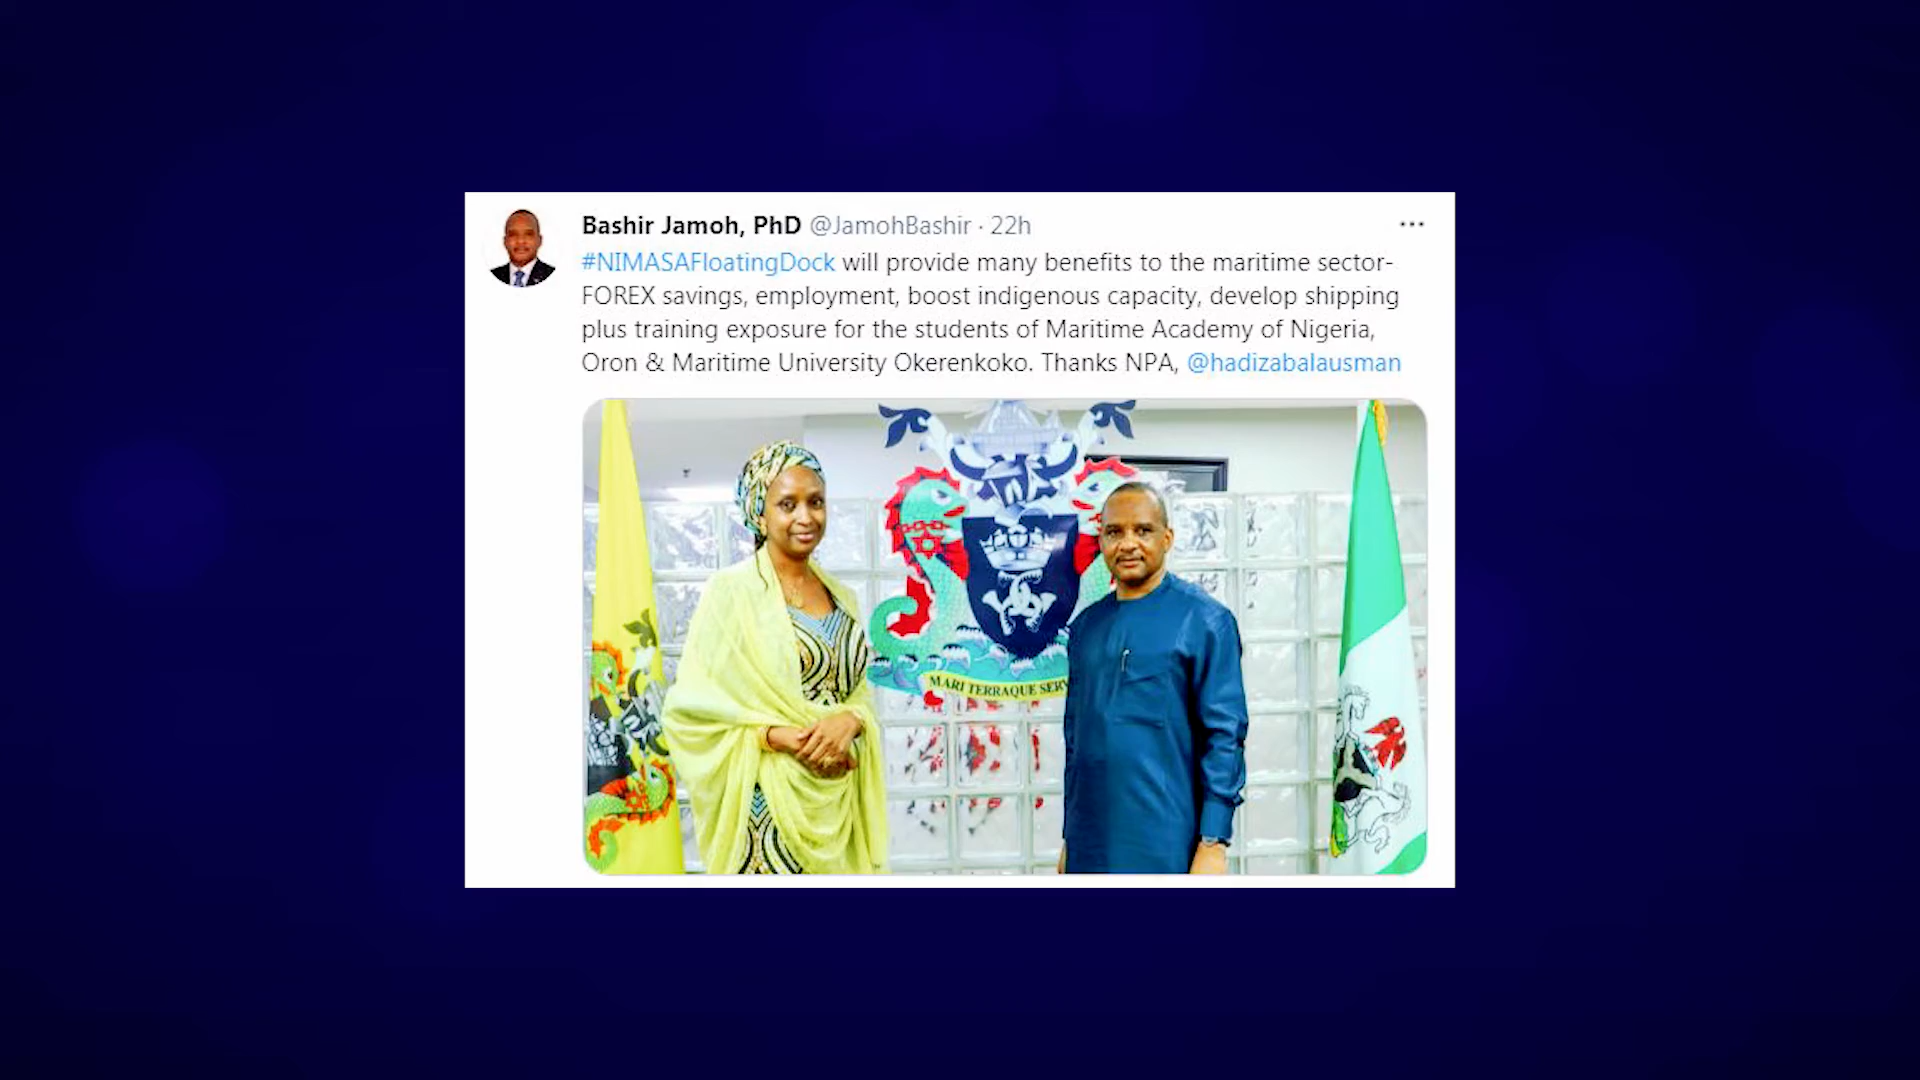 Bashir Jamoh, PhD @JamohBashir · 22h
#NIMASAFloatingDock will provide many benefits to the maritime sector-
FOREX savings, employment, boost indigenous capacity, develop shipping
plus training exposure for the students of Maritime Academy of Nigeria,
Oron & Maritime University Okerenkoko. Thanks NPA, @hadizabalausman
MARI TERRAQUE SERV